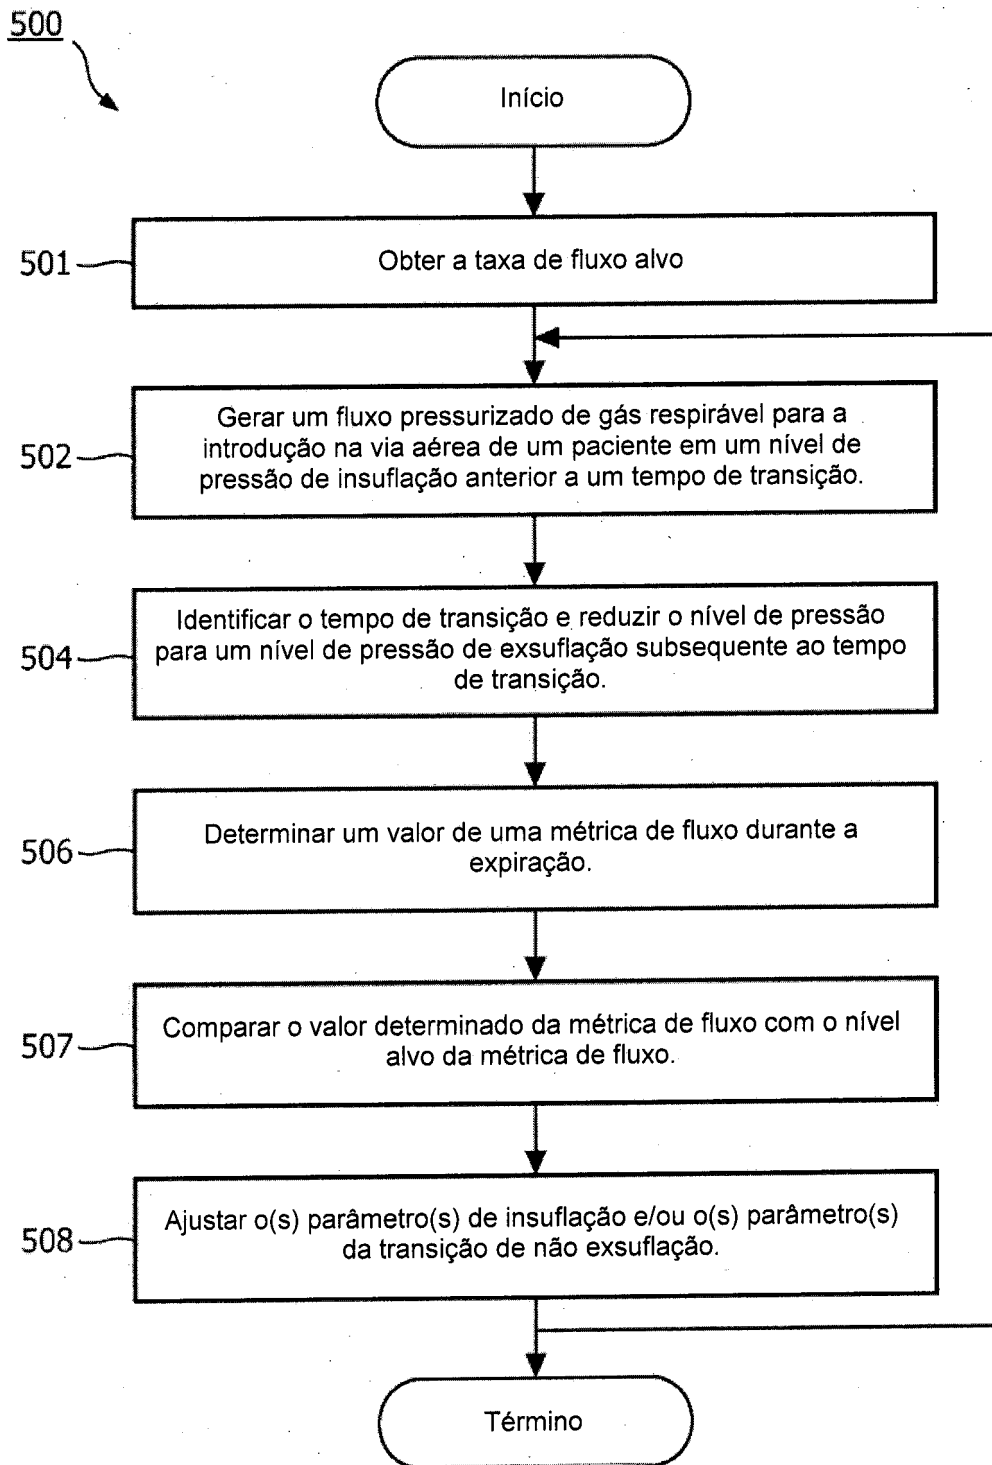 500
Início
501
Obter a taxa de fluxo alvo
502
Gerar um fluxo pressurizado de gás respirável para a
introdução na via aérea de um paciente em um nível de
pressão de insuflação anterior a um tempo de transição.
504
Identificar o tempo de transição e reduzir o nível de pressão
para um nível de pressão de exsuflação subsequente ao tempo
de transição.
506
Determinar um valor de uma métrica de fluxo durante a
expiração.
507
Comparar o valor determinado da métrica de fluxo com o nível
alvo da métrica de fluxo.
508
Ajustar o(s) parâmetro(s) de insuflação e/ou o(s) parâmetro(s)
da transição de não exsuflação.
Término